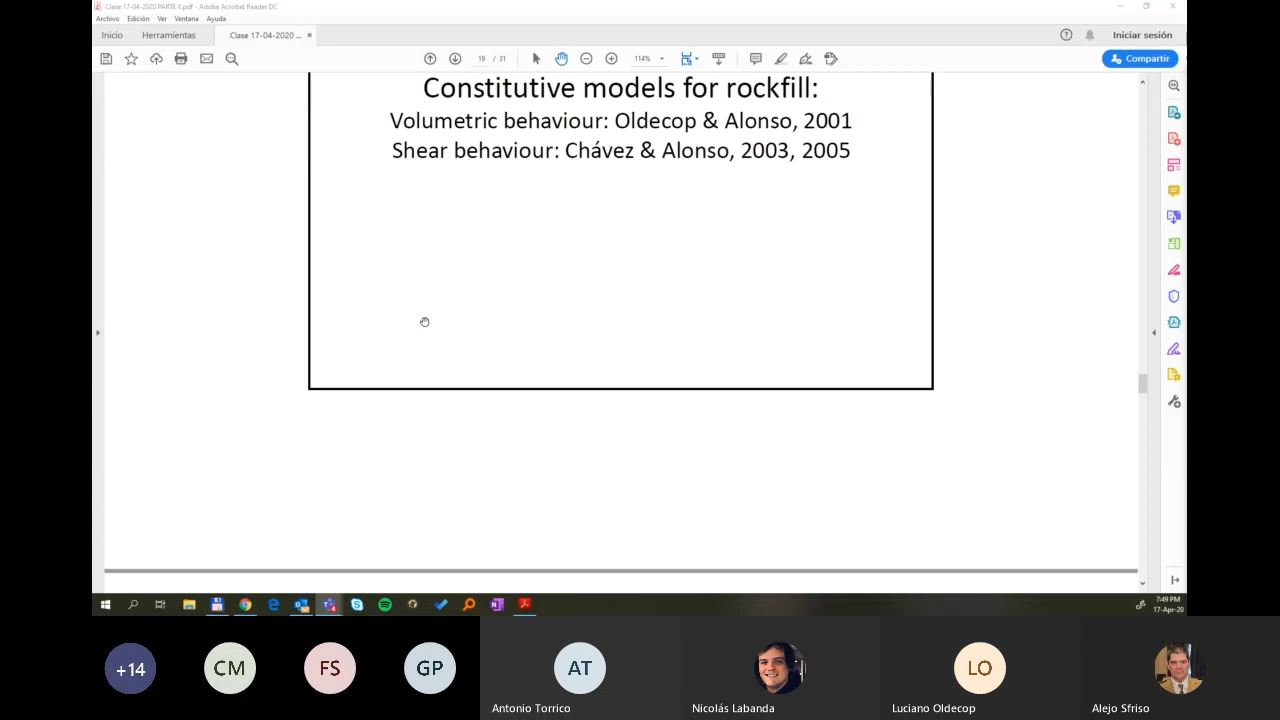 Clase 17-04-2020 PARTE II.pdf - Adobe Acrobat Reader DC
Archivo Edición Ver Ventana Ayuda
Inicio Herramientas Clase 17-04-2020 ... × Iniciar sesión
19 / 31 114% Compartir
Constitutive models for rockfill:
Volumetric behaviour: Oldecop & Alonso, 2001
Shear behaviour: Chávez & Alonso, 2003, 2005
7:49 PM
17-Apr-20
+14 CM FS GP AT LO
Antonio Torrico Nicolás Labanda Luciano Oldecop Alejo Sfriso